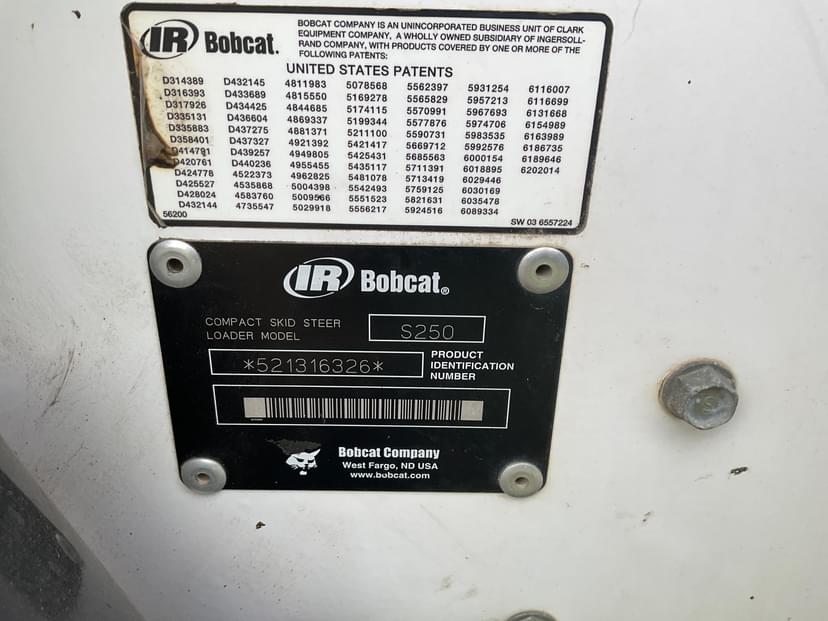 IR Bobcat.
BOBCAT COMPANY IS AN UNINCORPORATED BUSINESS UNIT OF CLARK
EQUIPMENT COMPANY, A WHOLLY OWNED SUBSIDIARY OF INGERSOLL-
RAND COMPANY, WITH PRODUCTS COVERED BY ONE OR MORE OF THE
FOLLOWING PATENTS:
UNITED STATES PATENTS
D314389 D432145 4811983 5078568 5562397 5931254 6116007
D316393 D433689 4815550 5169278 5565829 5957213 6116699
D317926 D434425 4844685 5174115 5570991 5967693 6131668
D335131 D436604 4869337 5199344 5577876 5974706 6154989
D335883 D437275 4881371 5211100 5590731 5983535 6163989
D358401 D437327 4921392 5421417 5669712 5992576 6186735
D414791 D439257 4949805 5425431 5685563 6000154 6189646
D420761 D440236 4955455 5435117 5711391 6018895 6202014
D424778 4522373 4962825 5481078 5713419 6029446
D425527 4535868 5004398 5542493 5759125 6030169
D428024 4583760 5009566 5551523 5821631 6035478
D432144 4735547 5029918 5556217 5924516 6089334
56200 SW 03 6557224
IR Bobcat®
COMPACT SKID STEER
LOADER MODEL
S250
*521316326*
PRODUCT
IDENTIFICATION
NUMBER
Bobcat Company
West Fargo, ND USA
www.bobcat.com
S